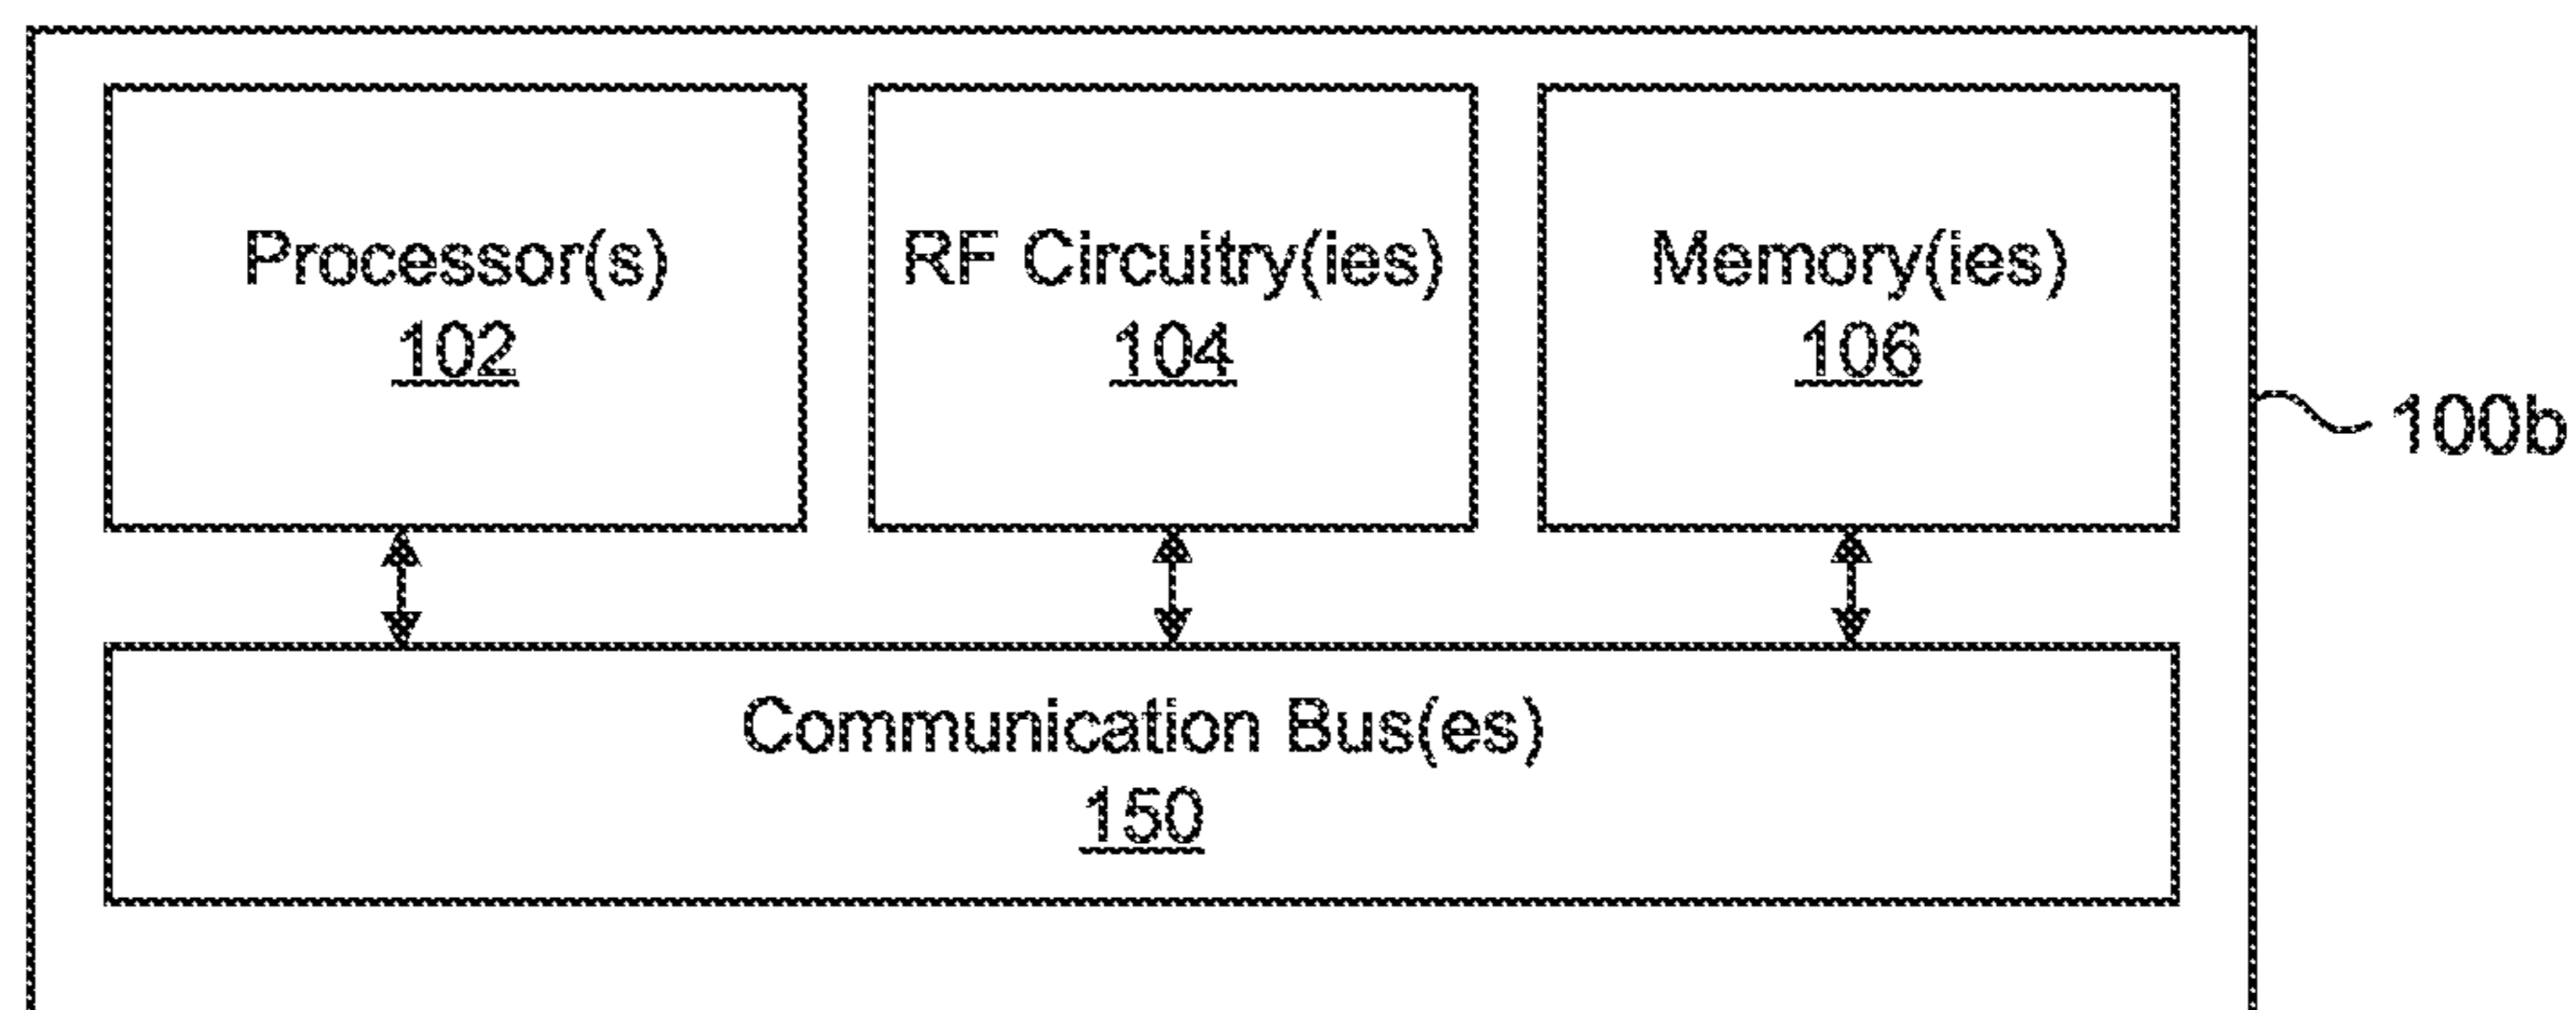 Processor(s)
102
RF Circuitry(ies)
104
Memory(ies)
106
100b
Communication Bus(es)
150